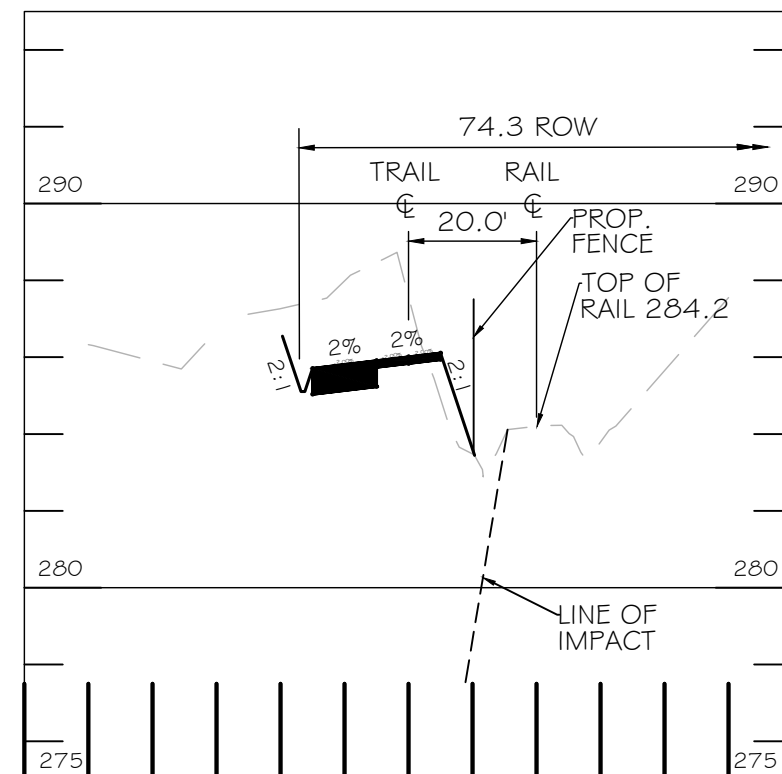 74.3 ROW
290
TRAIL
RAIL
290
℄
℄
20.0'
PROP.
FENCE
TOP OF
RAIL 284.2
2%
2%
2:1
2:1
280
280
LINE OF
IMPACT
275
275